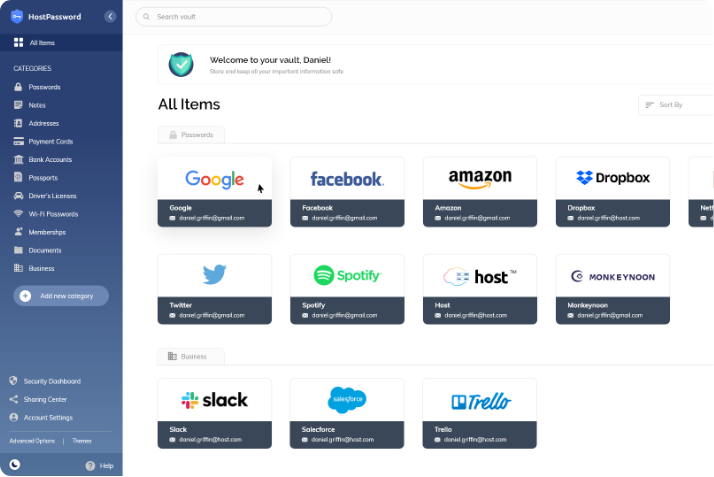 HostPassword
Search vault
All Items
Welcome to your vault, Daniel!
Store and keep all your important information safe
CATEGORIES
All Items
Sort By
Passwords
Notes
Addresses
Payment Cards
Bank Accounts
Passports
Driver's Licenses
Wi-Fi Passwords
Membershps
Documents
Business
Add new category
Security Dashboard
Sharing Center
Account Settings
Advanced Options | Themes
Help
Passwords
Google
facebook.
amazon
Dropbox
Google
Facebook
Amazon
Dropbox
Netf
daniel.griffin@gmail.com
daniel.griffin@gmail.com
daniel.griffin@gmail.com
daniel.griffin@host.com
Spotify
host™
MONKEYNOON
Twitter
Spotify
Host
Monkeynoon
daniel.griffin@gmail.com
daniel.griffin@gmail.com
daniel.griffin@host.com
daniel.griffin@gmail.com
Business
slack
salesforce
Trello
Slack
Salecforce
Trello
daniel.griffin@host.com
daniel.griffin@host.com
daniel.griffin@host.com